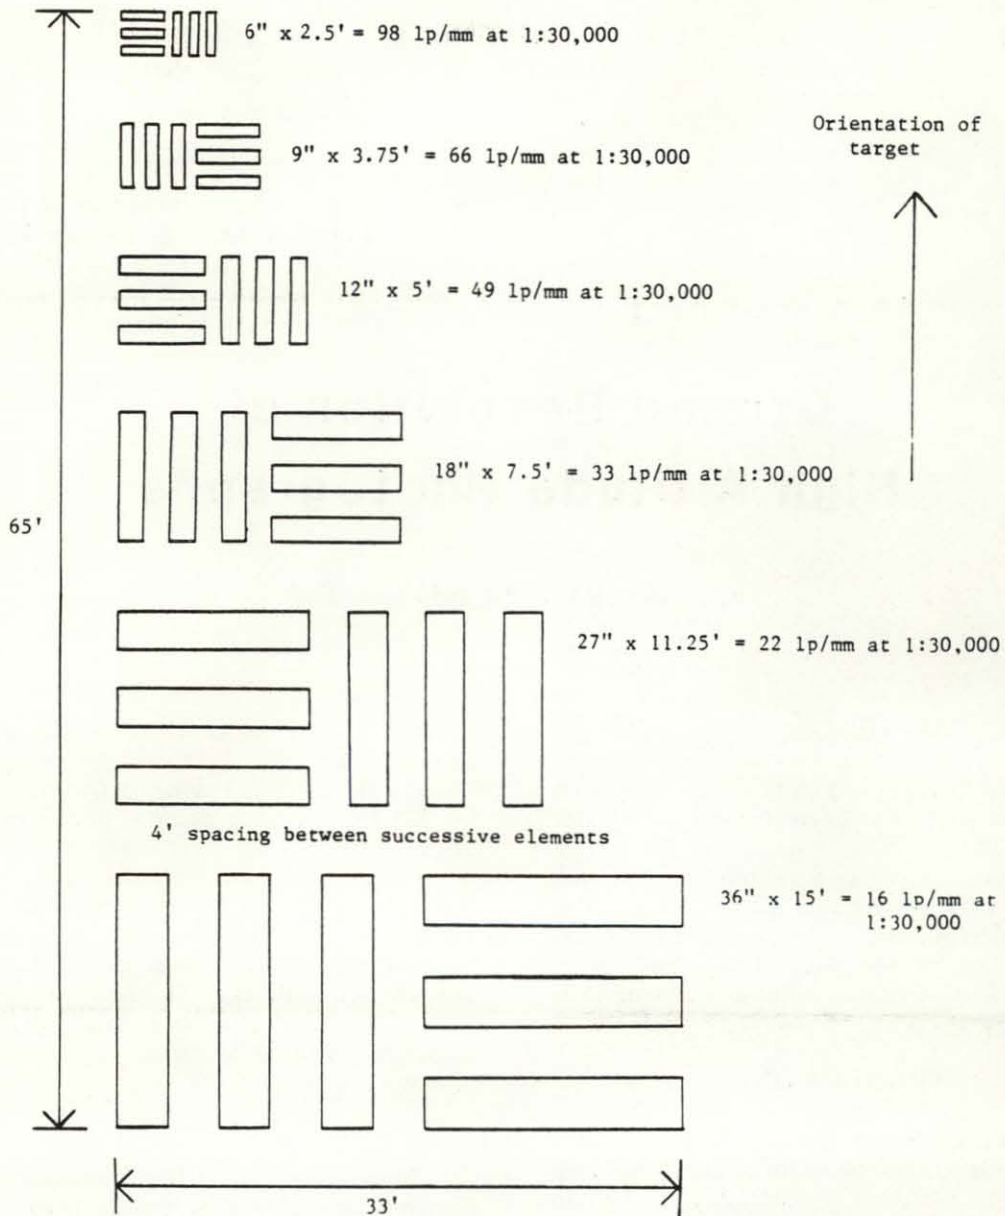 6" x 2.5' = 98 lp/mm at 1:30,000
9" x 3.75' = 66 lp/mm at 1:30,000
Orientation of
target
12" x 5' = 49 lp/mm at 1:30,000
18" x 7.5' = 33 lp/mm at 1:30,000
65'
27" x 11.25' = 22 lp/mm at 1:30,000
4' spacing between successive elements
36" x 15' = 16 lp/mm at
1:30,000
33'